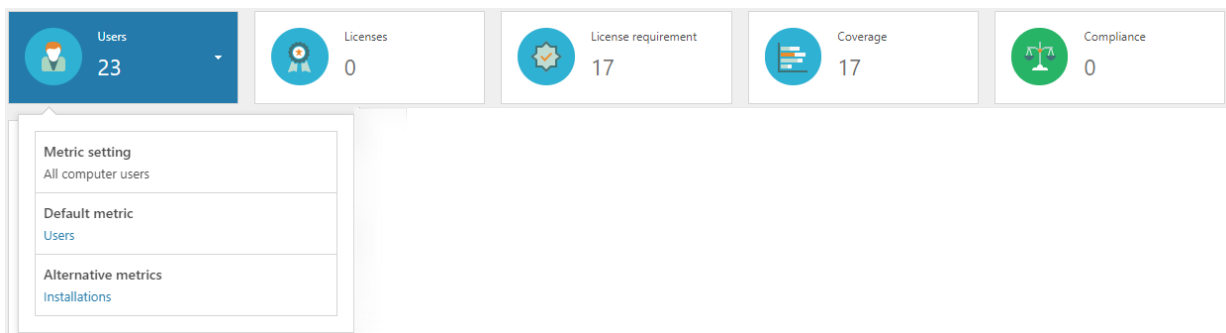 Users
23
Licenses
0
License requirement
17
Coverage
17
Compliance
0
Metric setting
All computer users
Default metric
Users
Alternative metrics
Installations